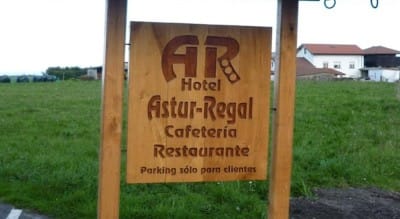 AR
Hotel
Astur-Regal
Cafetería
Restaurante
Parking sólo para clientes